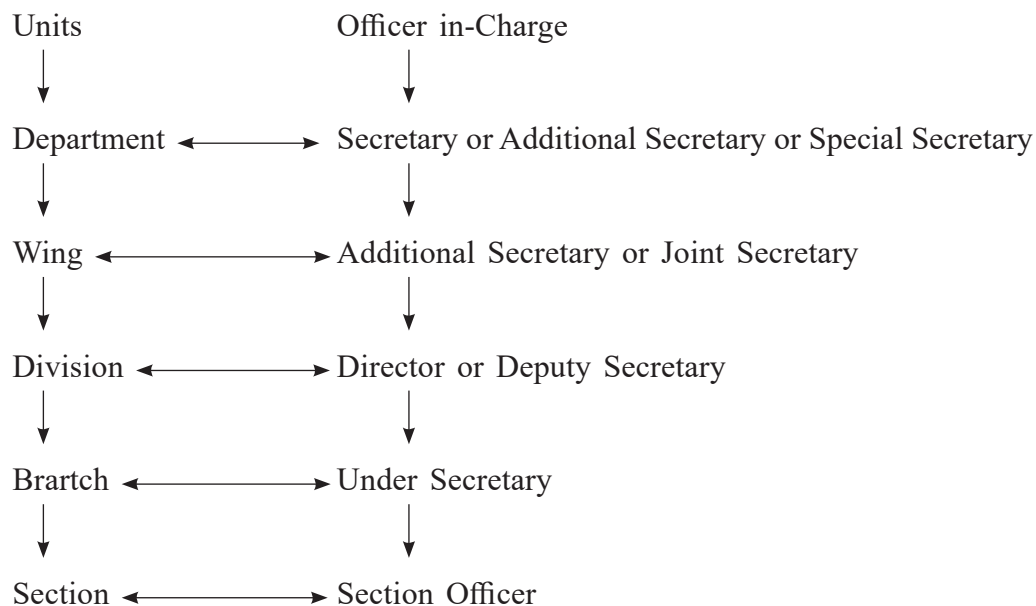 Units Officer in-Charge
Department Secretary or Additional Secretary or Special Secretary
Wing Additional Secretary or Joint Secretary
Division Director or Deputy Secretary
Brartch Under Secretary
Section Section Officer